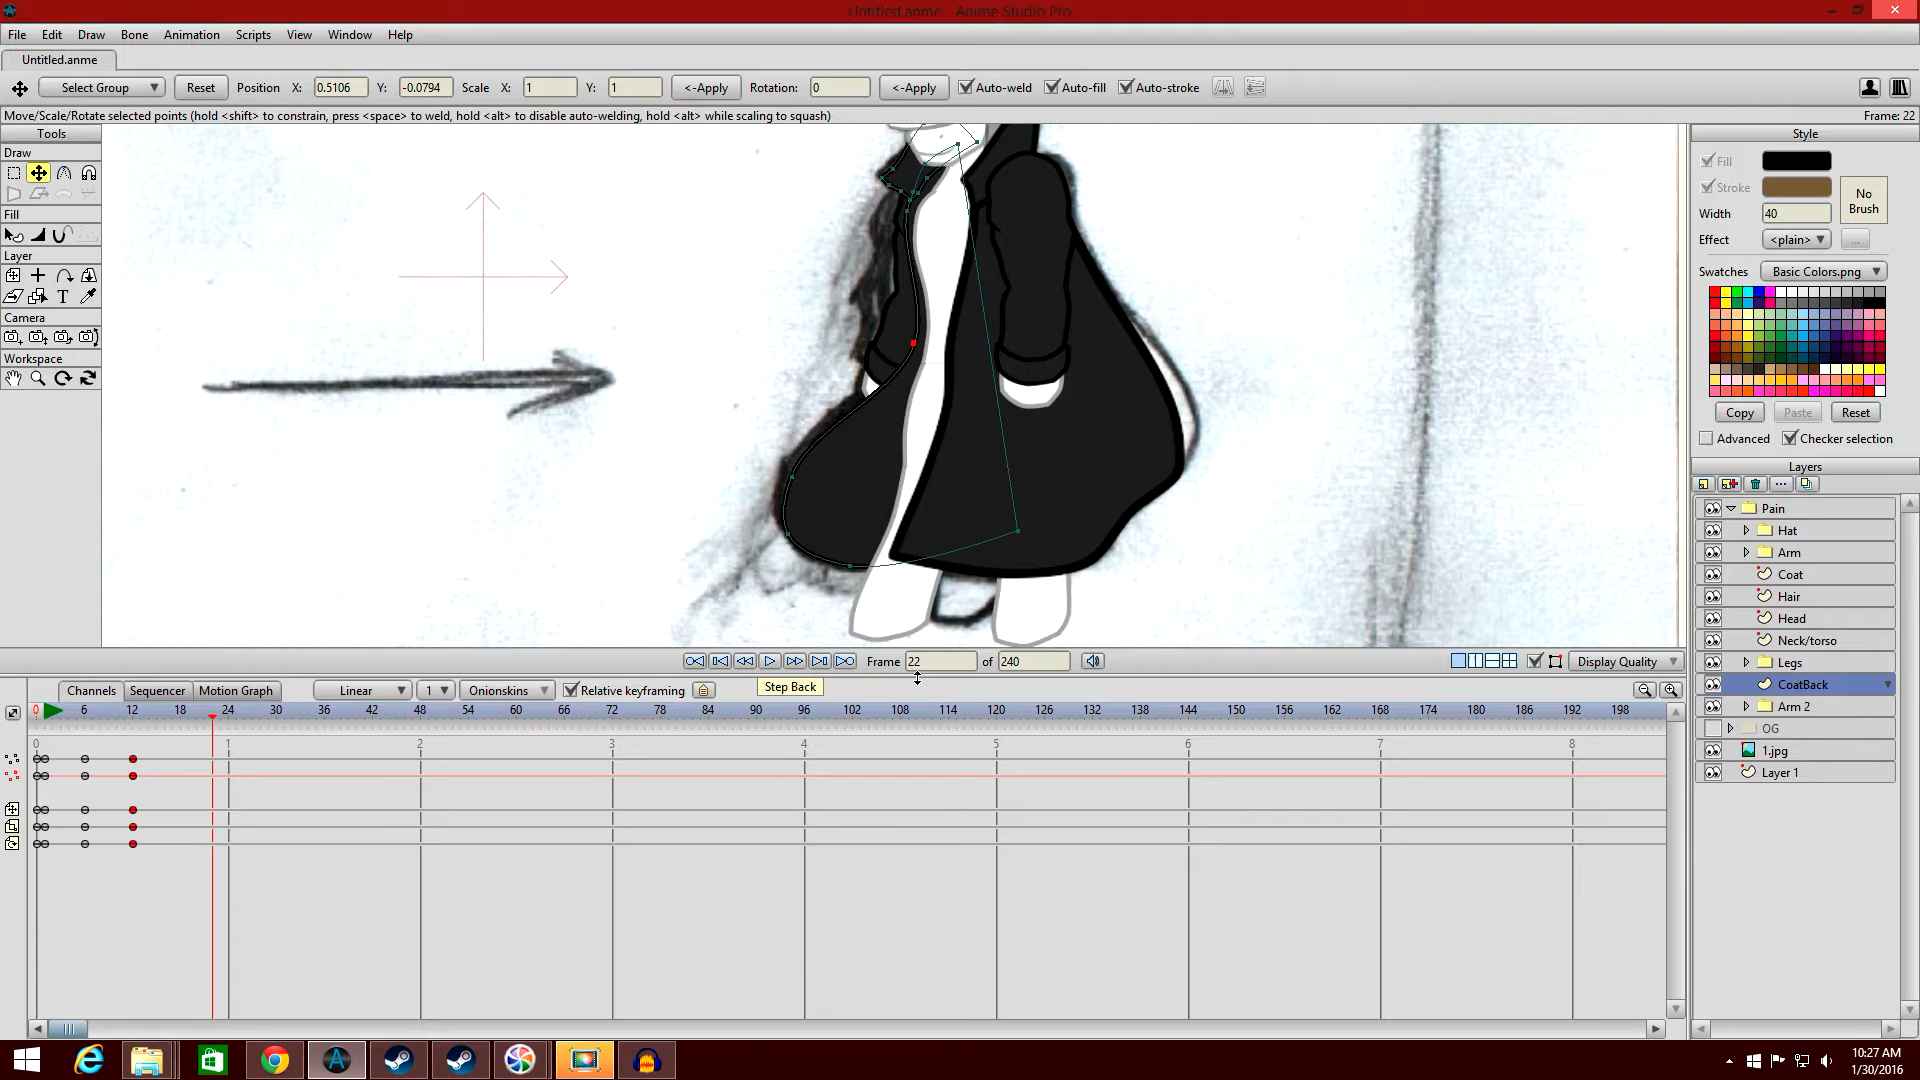 Untitled.anme - Anime Studio Pro
File Edit Draw Bone Animation Scripts View Window Help
Untitled.anme
Select Group Reset Position X: 0.5106 Y: -0.0794 Scale X: 1 Y: 1 <-Apply Rotation: 0 <-Apply Auto-weld Auto-fill Auto-stroke
Move/Scale/Rotate selected points (hold <shift> to constrain, press <space> to weld, hold <alt> to disable auto-welding, hold <alt> while scaling to squash) Frame: 22
Tools
Draw
Fill
Layer
T
Camera
Workspace
Style
Fill
Stroke
No
Brush
Width 40
Effect <plain> ...
Swatches Basic Colors.png
Copy Paste Reset
Advanced Checker selection
Layers
Pain
Hat
Arm
Coat
Hair
Head
Neck/torso
Legs
CoatBack
Arm 2
OG
1.jpg
Layer 1
Frame 22 of 240 Display Quality
Step Back
Channels Sequencer Motion Graph Linear 1 Onionskins Relative keyframing
0 6 12 18 24 30 36 42 48 54 60 66 72 78 84 90 96 102 108 114 120 126 132 138 144 150 156 162 168 174 180 186 192 198
0 1 2 3 4 5 6 7 8
10:27 AM
1/30/2016